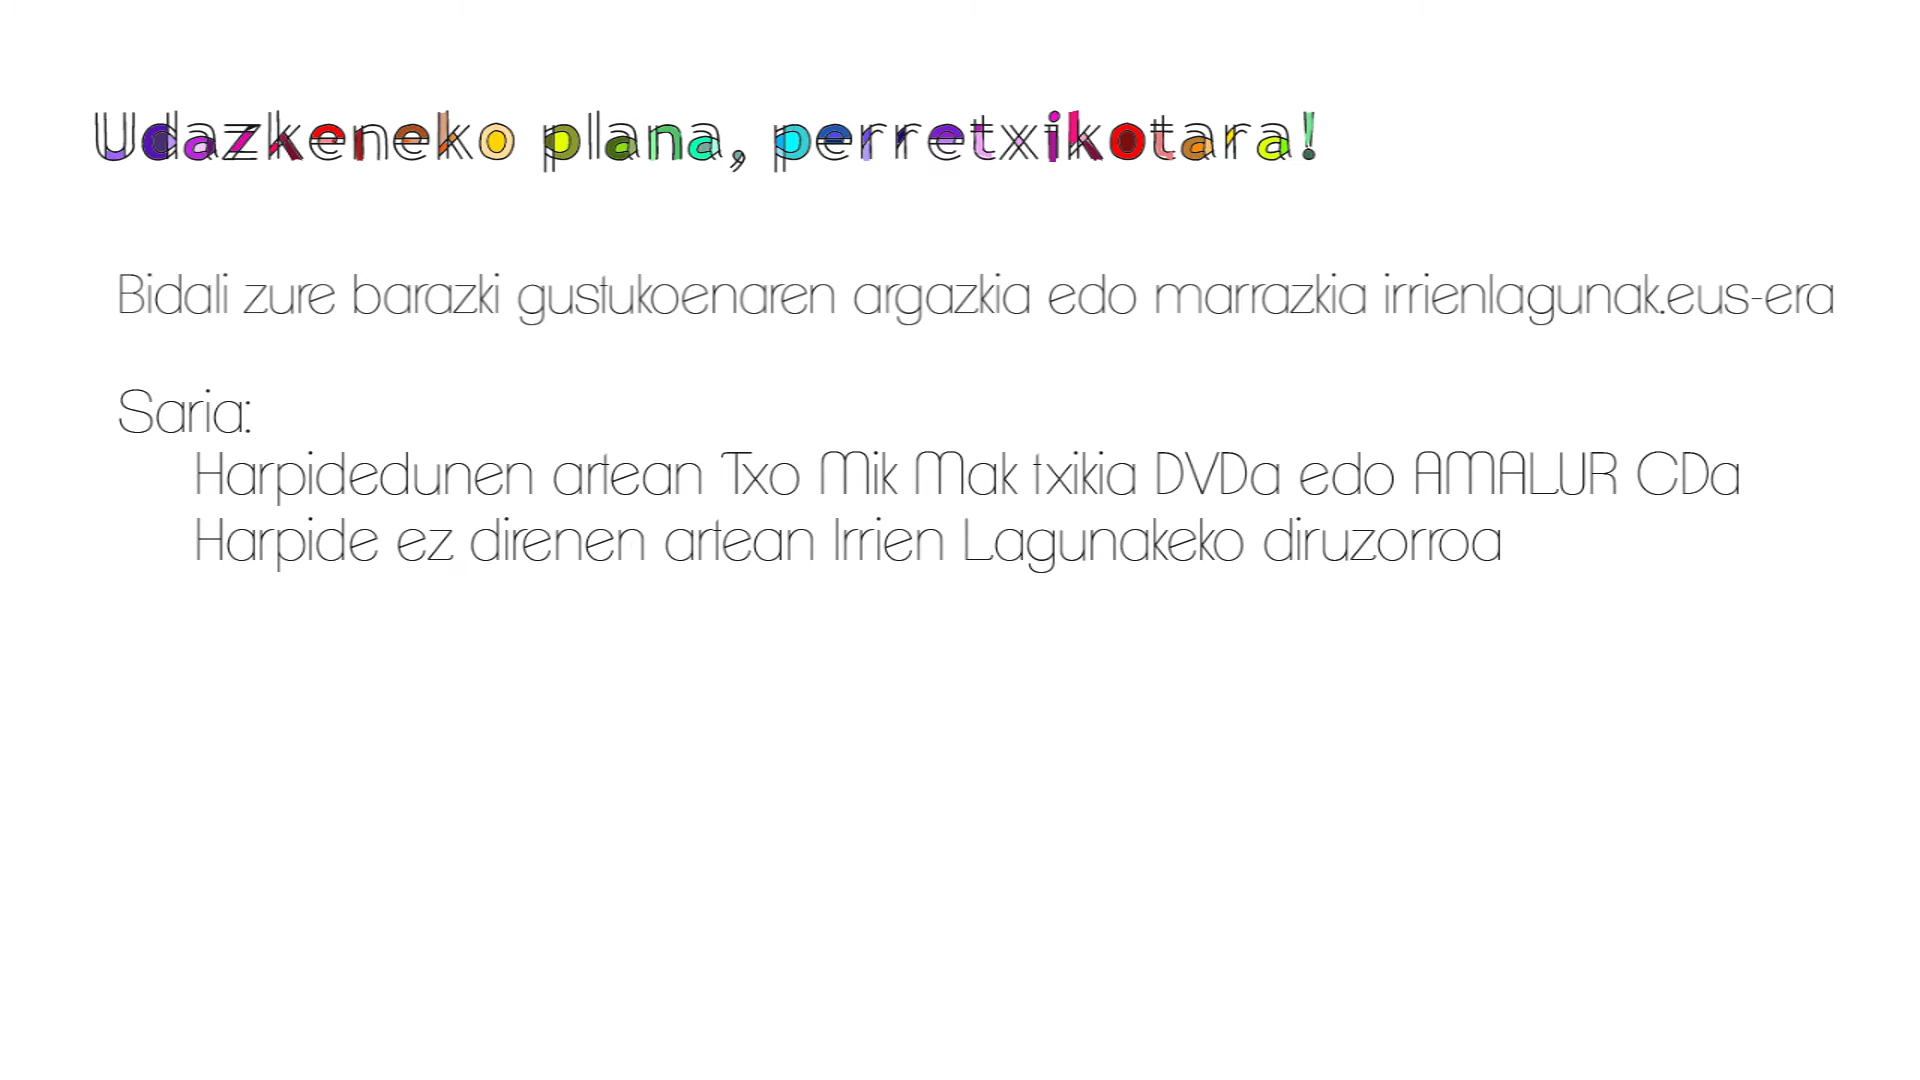 Udazkeneko plana, perretxikotara!
Bidali zure barazki gustukoenaren argazkia edo marrazkia irrienlagunak.eus-era
Saria:
Harpidedunen artean Txo Mik Mak txikia DVDa edo AMALUR CDa
Harpide ez direnen artean Irrien Lagunakeko diruzorroa